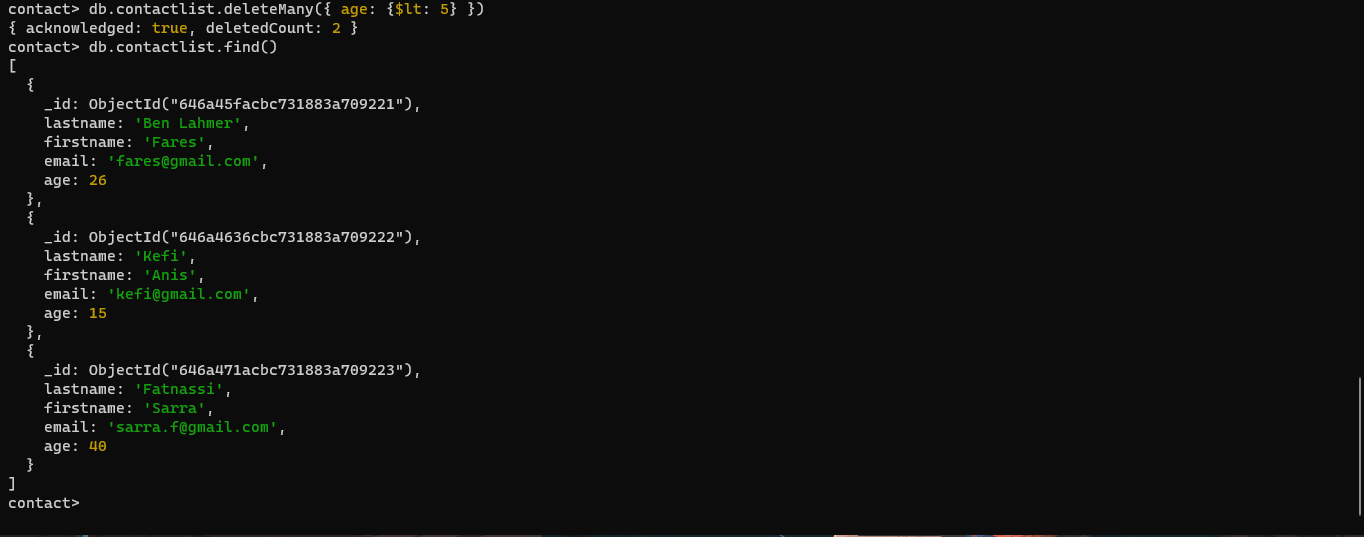 contact> db.contactlist.deleteMany({ age: {$lt: 5} })
{ acknowledged: true, deletedCount: 2 }
contact> db.contactlist.find()
[
  {
    _id: ObjectId("646a45facbc731883a709221"),
    lastname: 'Ben Lahmer',
    firstname: 'Fares',
    email: 'fares@gmail.com',
    age: 26
  },
  {
    _id: ObjectId("646a4636cbc731883a709222"),
    lastname: 'Kefi',
    firstname: 'Anis',
    email: 'kefi@gmail.com',
    age: 15
  },
  {
    _id: ObjectId("646a471acbc731883a709223"),
    lastname: 'Fatnassi',
    firstname: 'Sarra',
    email: 'sarra.f@gmail.com',
    age: 40
  }
]
contact>